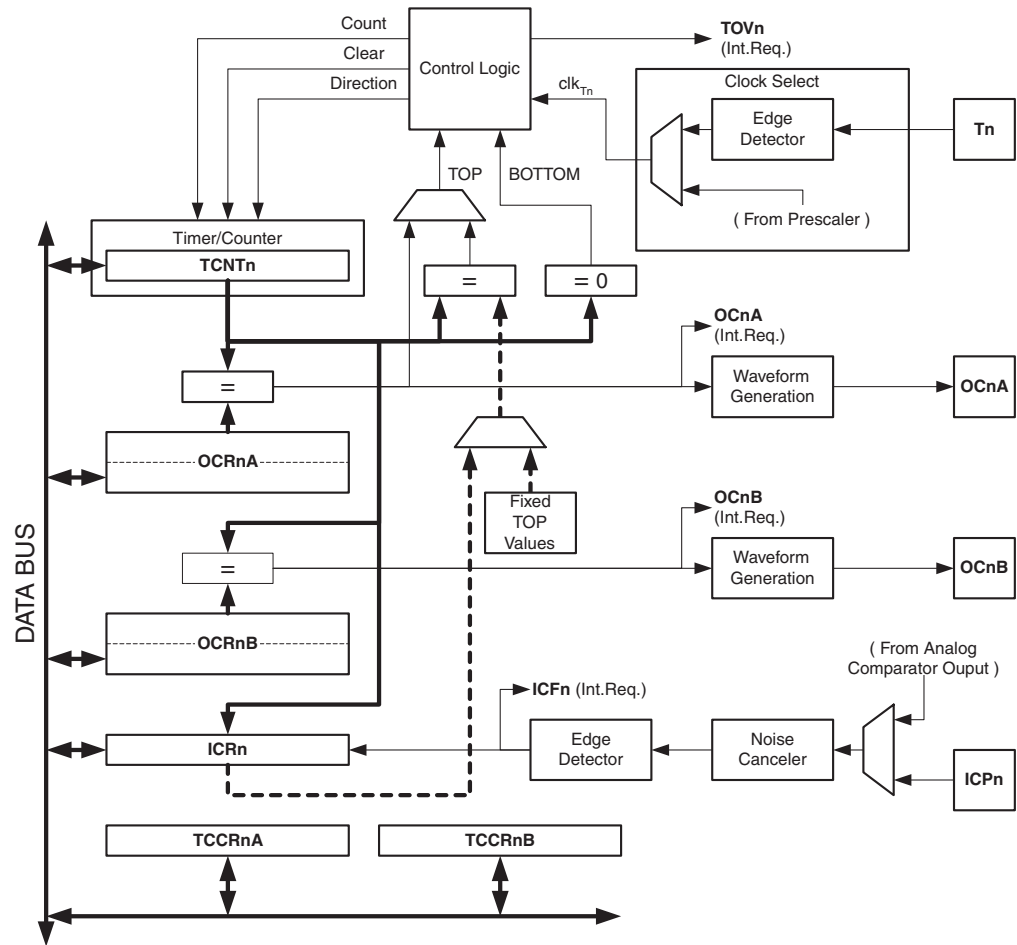 Count
Clear
Direction
Control Logic
TOVn
(Int.Req.)
clkTn
Clock Select
Edge
Detector
Tn
( From Prescaler )
TOP
BOTTOM
Timer/Counter
TCNTn
=
= 0
OCnA
(Int.Req.)
=
Waveform
Generation
OCnA
OCRnA
Fixed
TOP
Values
OCnB
(Int.Req.)
=
Waveform
Generation
OCnB
OCRnB
DATA BUS
( From Analog
Comparator Ouput )
ICFn (Int.Req.)
ICRn
Edge
Detector
Noise
Canceler
ICPn
TCCRnA
TCCRnB